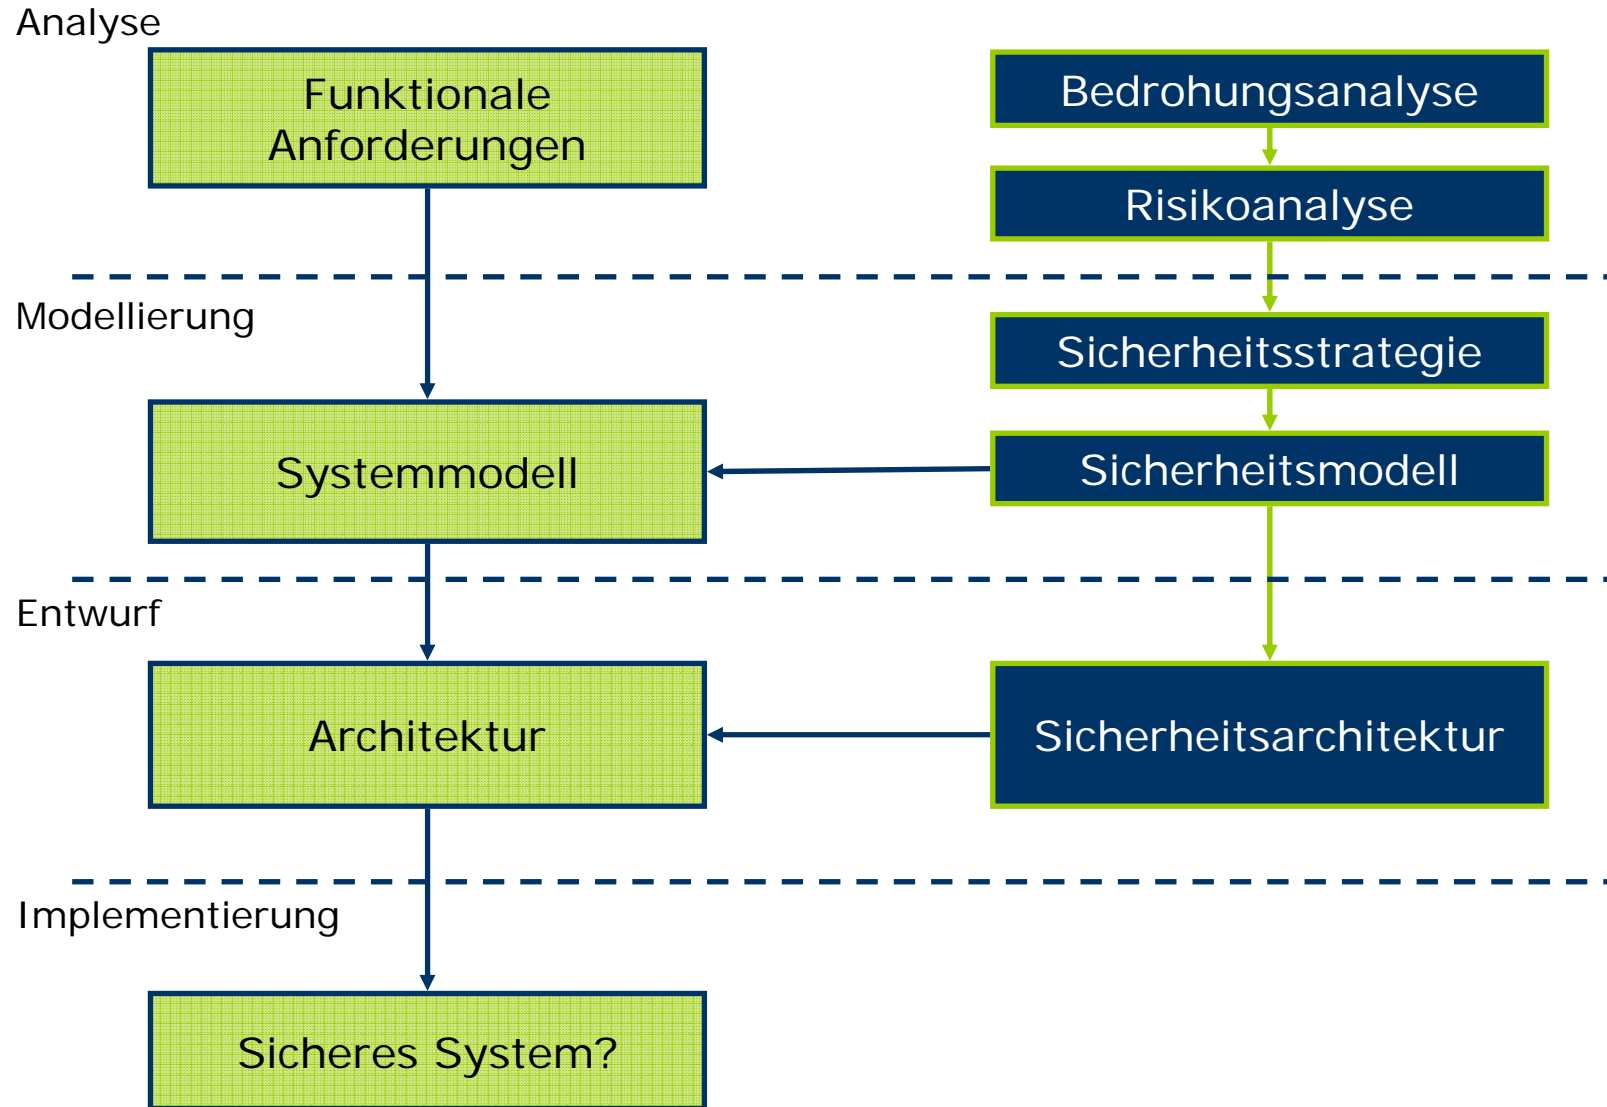 Analyse
Funktionale
Anforderungen
Bedrohungsanalyse
Risikoanalyse
Modellierung
Sicherheitsstrategie
Systemmodell
Sicherheitsmodell
Entwurf
Architektur
Sicherheitsarchitektur
Implementierung
Sicheres System?